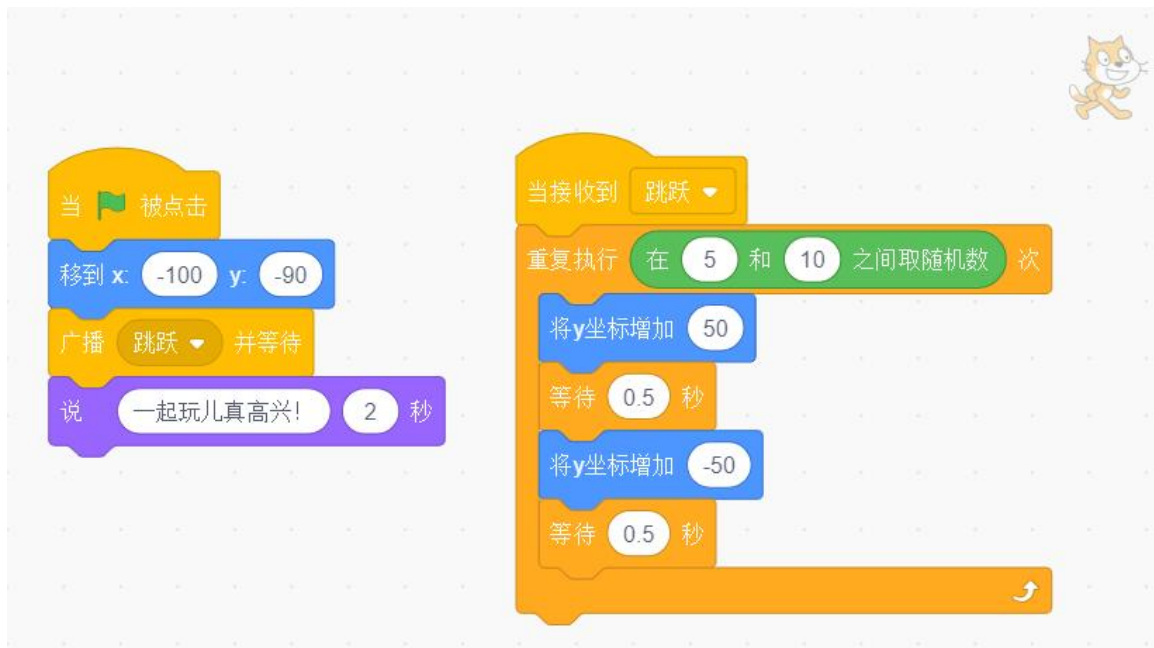 当 被点击
移到 x: -100 y: -90
广播 跳跃 并等待
说 一起玩儿真高兴! 2 秒
当接收到 跳跃
重复执行 在 5 和 10 之间取随机数 次
将y坐标增加 50
等待 0.5 秒
将y坐标增加 -50
等待 0.5 秒